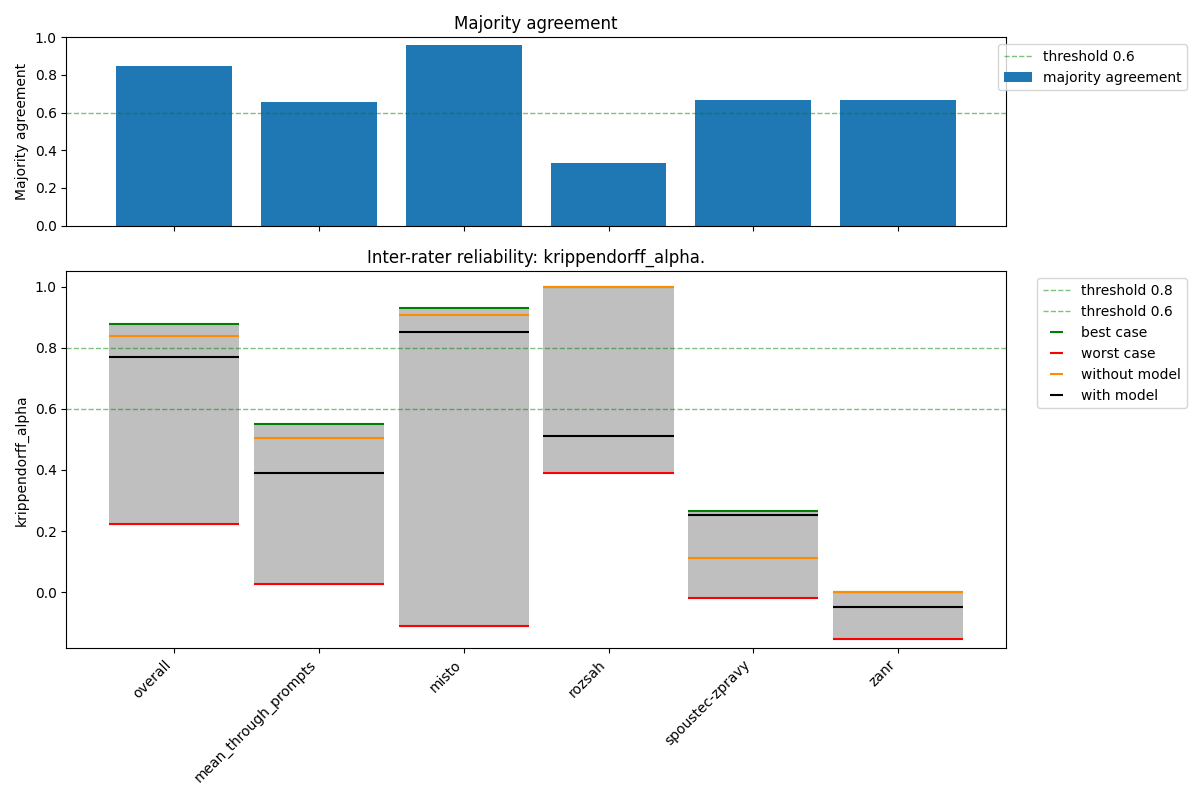 Majority agreement
Majority agreement
1.0
0.8
0.6
0.4
0.2
0.0
threshold 0.6
majority agreement
Inter-rater reliability: krippendorff_alpha.
krippendorff_alpha
1.0
0.8
0.6
0.4
0.2
0.0
threshold 0.8
threshold 0.6
best case
worst case
without model
with model
overall
mean_through_prompts
misto
rozsah
spoustec-zpravy
zanr